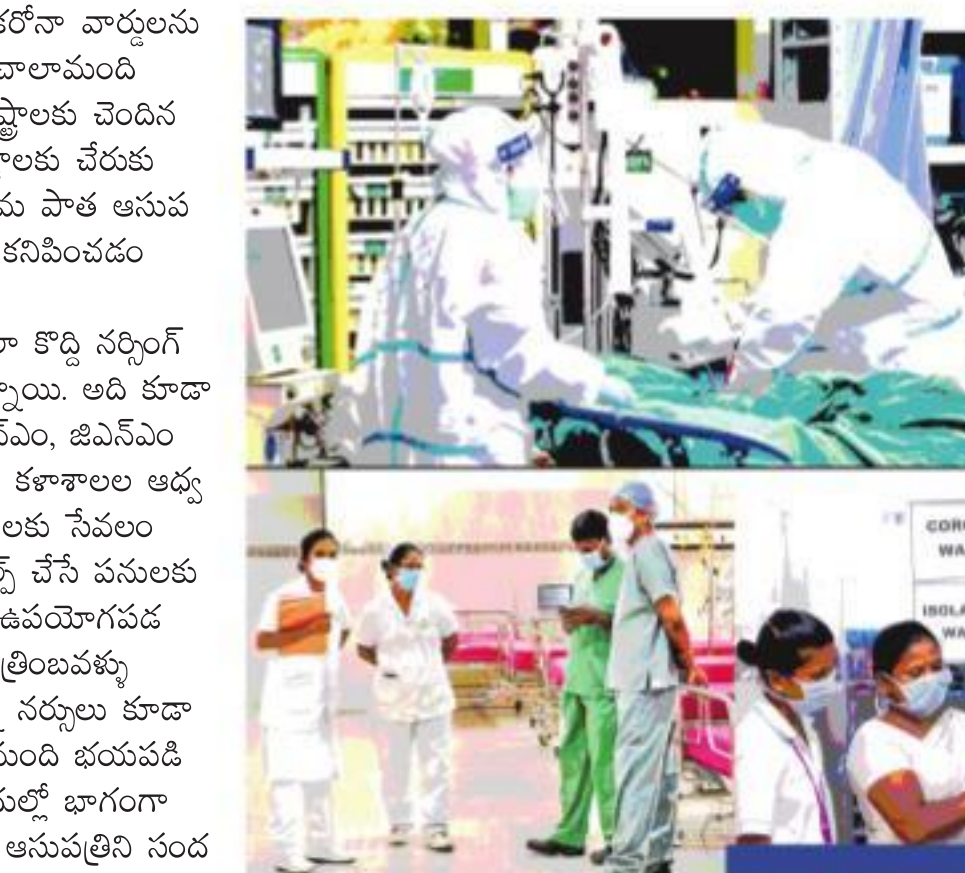 కరోనా వార్డులను
చాలామంది
ష్ట్రాలకు చెందిన
లకు చేరుకు
మ పాత ఆసుప
కనిపించడం
కొద్ది నర్సింగ్
న్నాయి. అది కూడా
న్ఎం, జిఎన్ఎం
కళాశాలల ఆధ్వ
లకు సేవలం
ర్స్ చేసే పనులకు
ఉపయోగపడ
త్రింబవళ్ళు
నర్సులు కూడా
మంది భయపడి
ముల్లో భాగంగా
ఆసుపత్రిని సంద
CORO
WA
ISOLA
WA